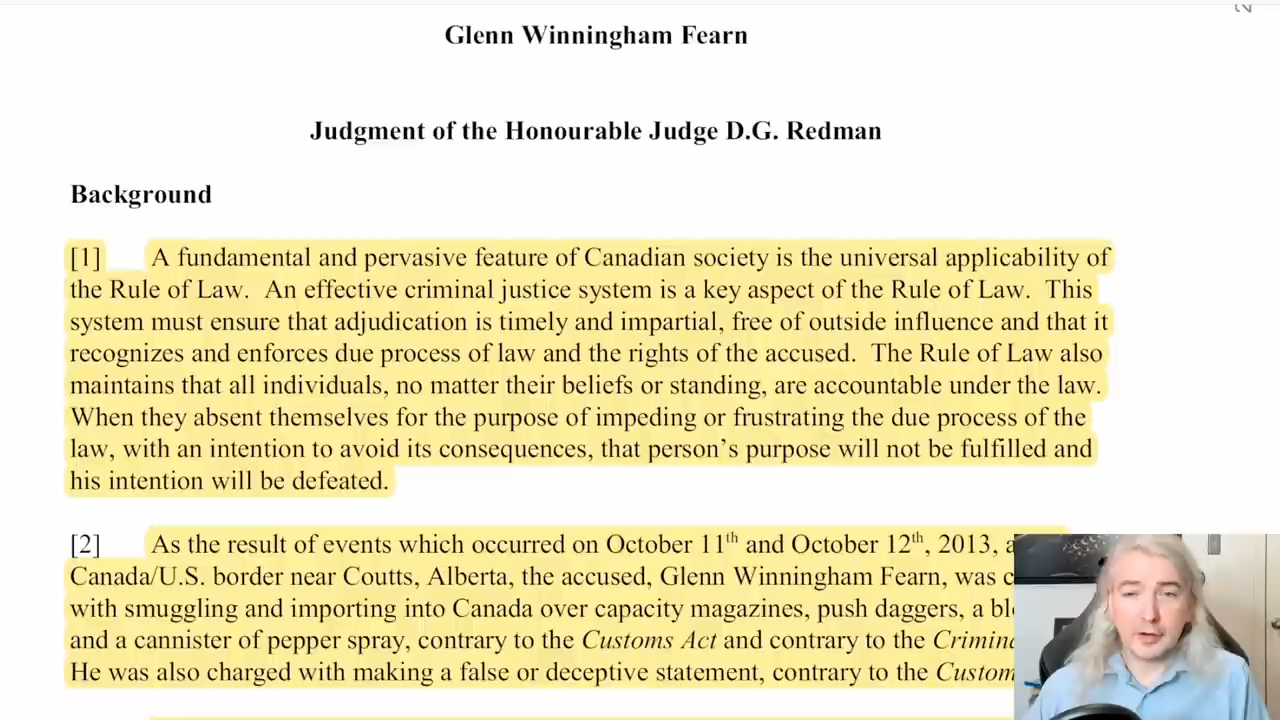 Glenn Winningham Fearn
Judgment of the Honourable Judge D.G. Redman
Background
[1] A fundamental and pervasive feature of Canadian society is the universal applicability of
the Rule of Law. An effective criminal justice system is a key aspect of the Rule of Law. This
system must ensure that adjudication is timely and impartial, free of outside influence and that it
recognizes and enforces due process of law and the rights of the accused. The Rule of Law also
maintains that all individuals, no matter their beliefs or standing, are accountable under the law.
When they absent themselves for the purpose of impeding or frustrating the due process of the
law, with an intention to avoid its consequences, that person's purpose will not be fulfilled and
his intention will be defeated.
[2] As the result of events which occurred on October 11th and October 12th, 2013, a
Canada/U.S. border near Coutts, Alberta, the accused, Glenn Winningham Fearn, was c
with smuggling and importing into Canada over capacity magazines, push daggers, a bl
and a cannister of pepper spray, contrary to the Customs Act and contrary to the Crimin
He was also charged with making a false or deceptive statement, contrary to the Custom